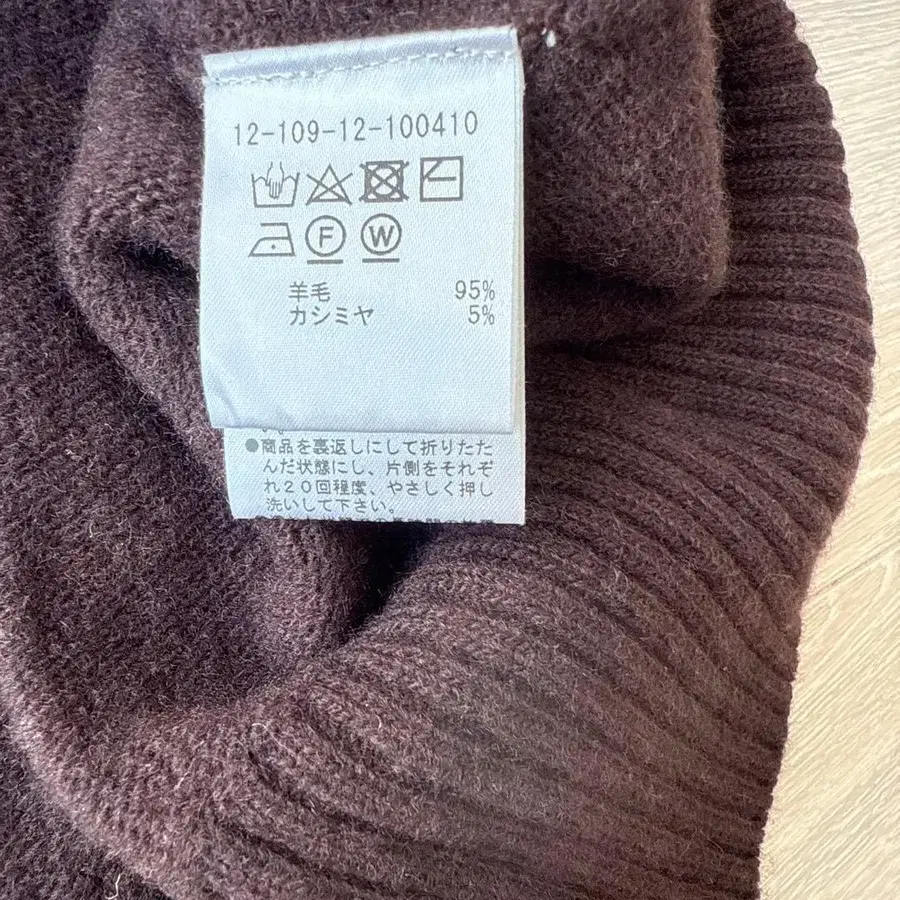 12-109-12-100410
F W
羊毛 95%
カシミヤ 5%
●商品を裏返しにして折りたた
んだ状態にし、片側をそれぞ
れ20回程度、やさしく押し
洗いして下さい。